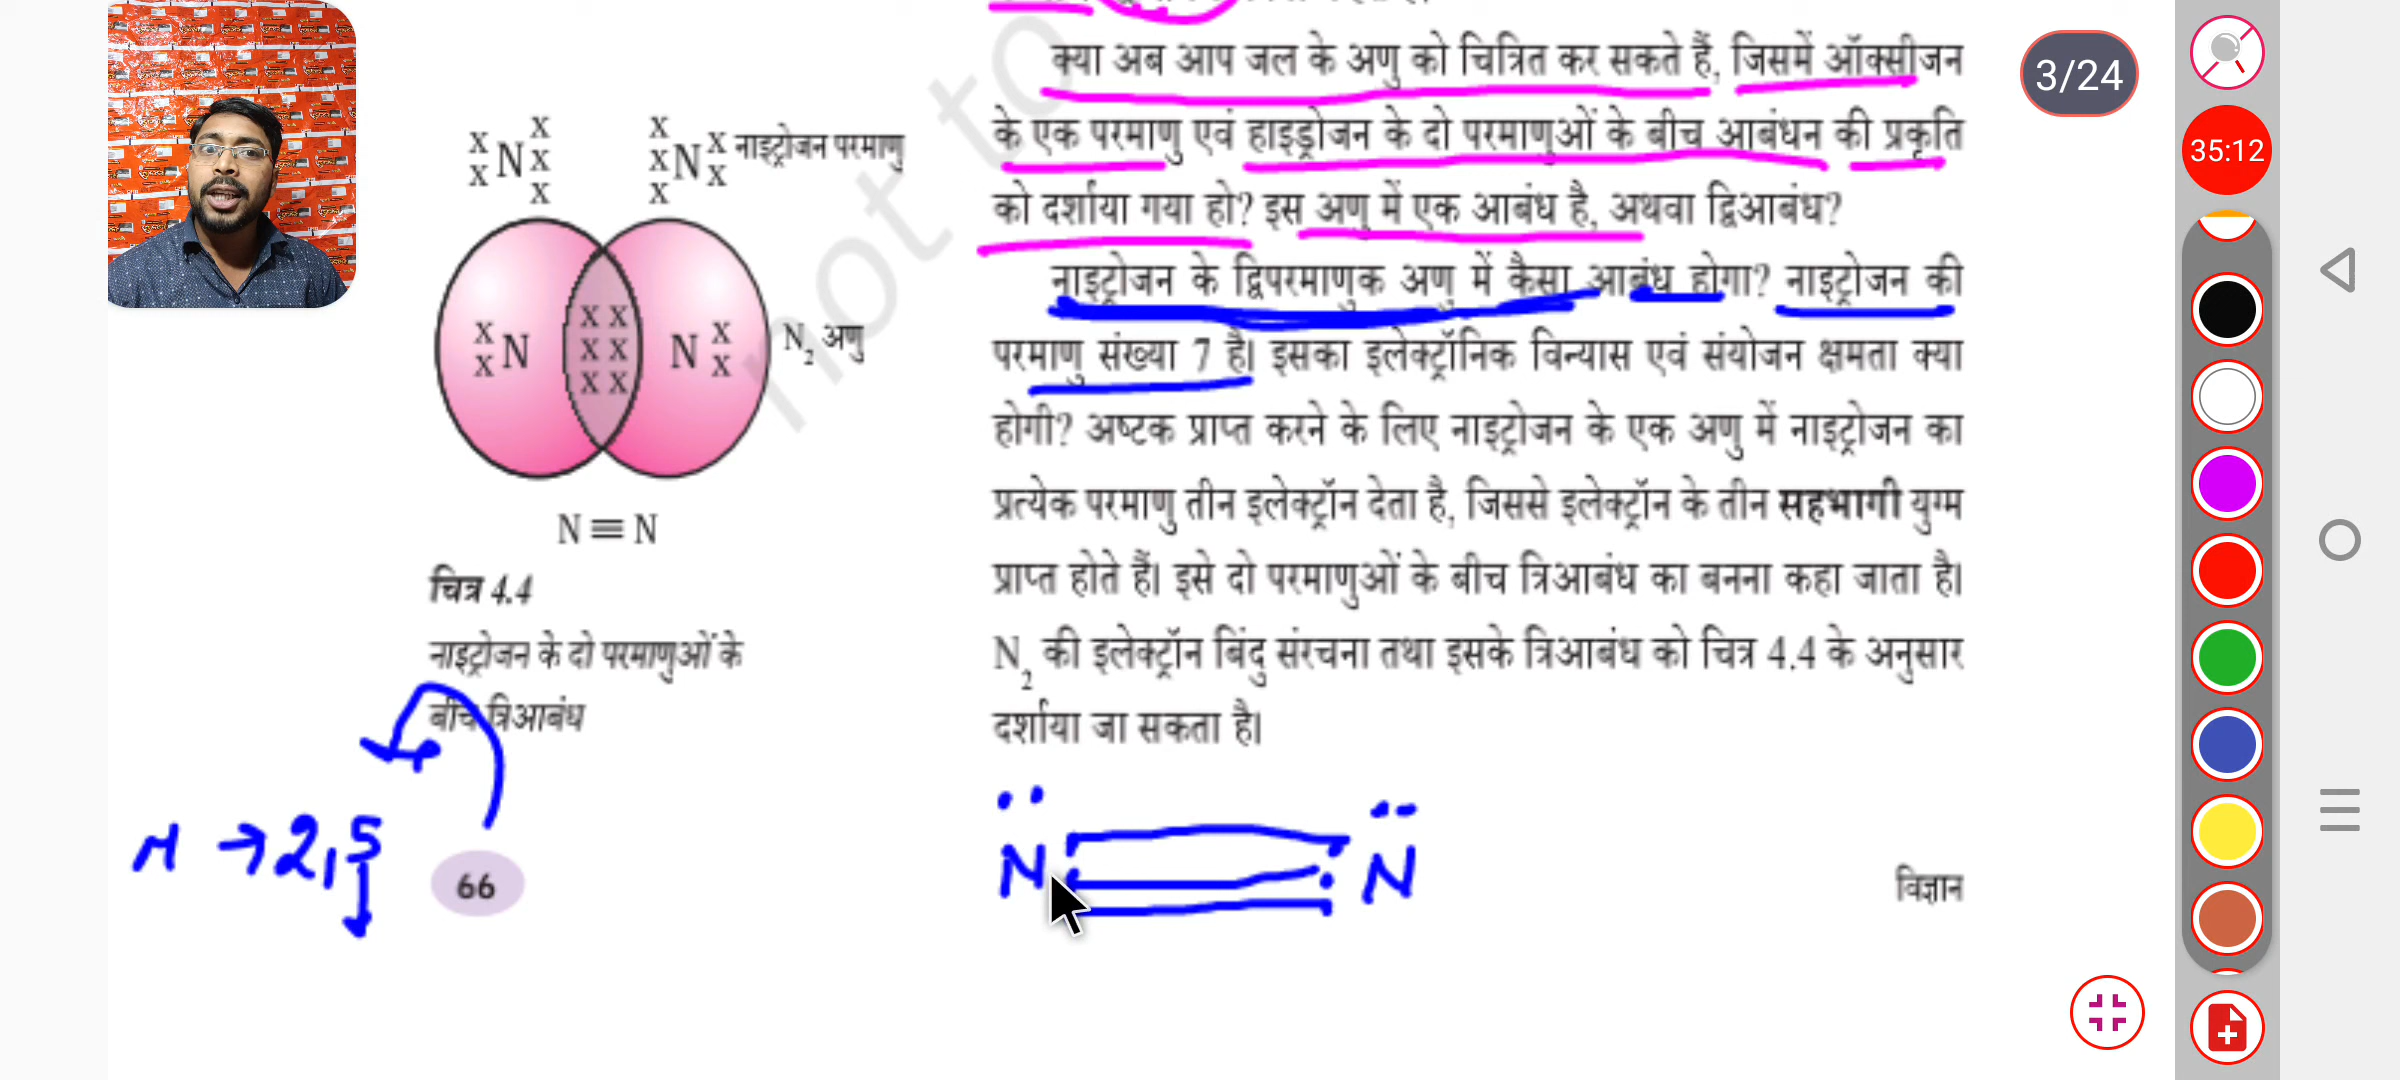 क्या अब आप जल के अणु को चित्रित कर सकते हैं, जिसमें ऑक्सीजन
के एक परमाणु एवं हाइड्रोजन के दो परमाणुओं के बीच आबंधन की प्रकृति
को दर्शाया गया हो? इस अणु में एक आबंध है, अथवा द्विआबंध?
नाइट्रोजन के द्विपरमाणुक अणु में कैसा आबंध होगा? नाइट्रोजन की
परमाणु संख्या 7 है। इसका इलेक्ट्रॉनिक विन्यास एवं संयोजन क्षमता क्या
होगी? अष्टक प्राप्त करने के लिए नाइट्रोजन के एक अणु में नाइट्रोजन का
प्रत्येक परमाणु तीन इलेक्ट्रॉन देता है, जिससे इलेक्ट्रॉन के तीन सहभागी युग्म
प्राप्त होते हैं। इसे दो परमाणुओं के बीच त्रिआबंध का बनना कहा जाता है।
N₂ की इलेक्ट्रॉन बिंदु संरचना तथा इसके त्रिआबंध को चित्र 4.4 के अनुसार
दर्शाया जा सकता है।
x x N x x x
x x x N x x नाइट्रोजन परमाणु
x x N x x x x x x N x x N₂ अणु
N ≡ N
चित्र 4.4
नाइट्रोजन के दो परमाणुओं के
बीच त्रिआबंध
N → 2,5
66
N N
विज्ञान
not to
3/24
35:12